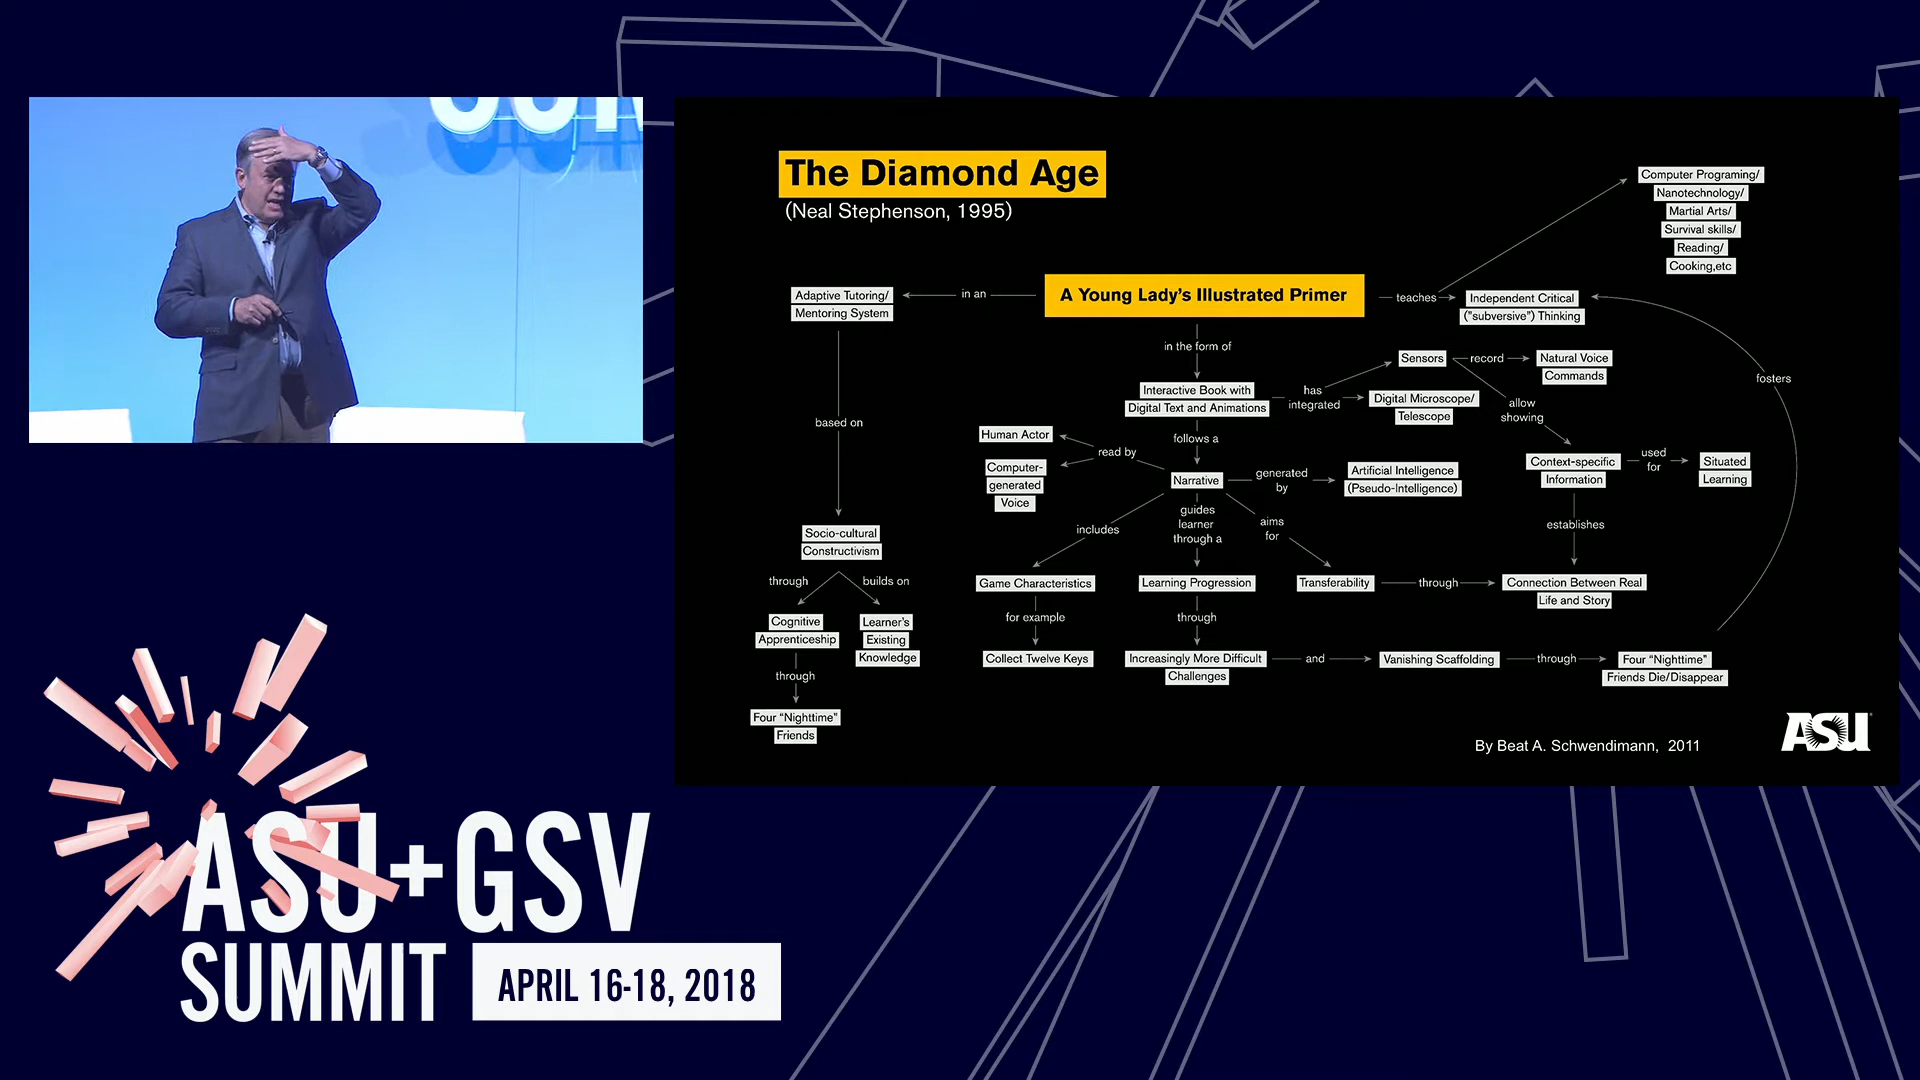 The Diamond Age
(Neal Stephenson, 1995)
Computer Programing/
Nanotechnology/
Martial Arts/
Survival skills/
Reading/
Cooking,etc
Adaptive Tutoring/
Mentoring System
in an
A Young Lady's Illustrated Primer
teaches
Independent Critical
("subversive") Thinking
in the form of
Sensors
record
Natural Voice
Commands
fosters
Interactive Book with
Digital Text and Animations
has
integrated
Digital Microscope/
Telescope
allow
showing
based on
follows a
Human Actor
read by
Computer-
generated
Voice
Narrative
generated
by
Artificial Intelligence
(Pseudo-Intelligence)
Context-specific
Information
used
for
Situated
Learning
includes
guides
learner
through a
aims
for
establishes
Socio-cultural
Constructivism
through
builds on
Game Characteristics
Learning Progression
Transferability
through
Connection Between Real
Life and Story
Cognitive
Apprenticeship
Learner's
Existing
Knowledge
for example
through
Collect Twelve Keys
Increasingly More Difficult
Challenges
and
Vanishing Scaffolding
through
Four "Nighttime"
Friends Die/Disappear
through
Four "Nighttime"
Friends
By Beat A. Schwendimann, 2011
ASU
ASU+GSV
SUMMIT
APRIL 16-18, 2018